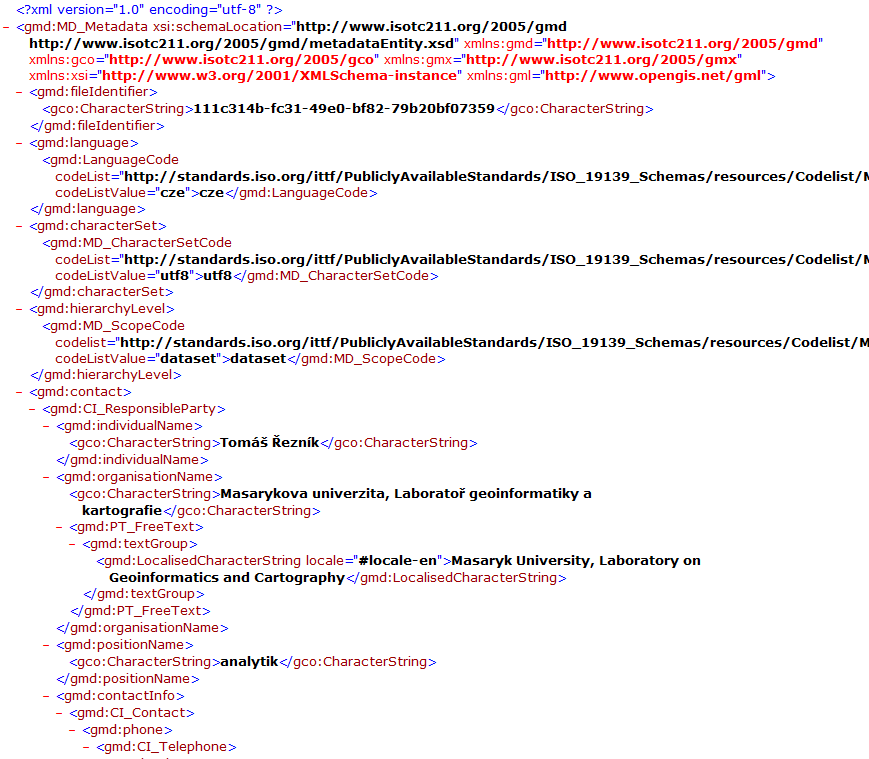 <?xml version="1.0" encoding="utf-8" ?>
- <gmd:MD_Metadata xsi:schemaLocation="http://www.isotc211.org/2005/gmd
http://www.isotc211.org/2005/gmd/metadataEntity.xsd" xmlns:gmd="http://www.isotc211.org/2005/gmd"
xmlns:gco="http://www.isotc211.org/2005/gco" xmlns:gmx="http://www.isotc211.org/2005/gmx"
xmlns:xsi="http://www.w3.org/2001/XMLSchema-instance" xmlns:gml="http://www.opengis.net/gml">
- <gmd:fileIdentifier>
<gco:CharacterString>111c314b-fc31-49e0-bf82-79b20bf07359</gco:CharacterString>
</gmd:fileIdentifier>
- <gmd:language>
<gmd:LanguageCode
codeList="http://standards.iso.org/ittf/PubliclyAvailableStandards/ISO_19139_Schemas/resources/Codelist/M
codeListValue="cze">cze</gmd:LanguageCode>
</gmd:language>
- <gmd:characterSet>
<gmd:MD_CharacterSetCode
codeList="http://standards.iso.org/ittf/PubliclyAvailableStandards/ISO_19139_Schemas/resources/Codelist/M
codeListValue="utf8">utf8</gmd:MD_CharacterSetCode>
</gmd:characterSet>
- <gmd:hierarchyLevel>
<gmd:MD_ScopeCode
codelist="http://standards.iso.org/ittf/PubliclyAvailableStandards/ISO_19139_Schemas/resources/Codelist/M
codeListValue="dataset">dataset</gmd:MD_ScopeCode>
</gmd:hierarchyLevel>
- <gmd:contact>
- <gmd:CI_ResponsibleParty>
- <gmd:individualName>
<gco:CharacterString>Tomáš Řezník</gco:CharacterString>
</gmd:individualName>
- <gmd:organisationName>
<gco:CharacterString>Masarykova univerzita, Laboratoř geoinformatiky a
kartografie</gco:CharacterString>
- <gmd:PT_FreeText>
- <gmd:textGroup>
<gmd:LocalisedCharacterString locale="#locale-en">Masaryk University, Laboratory on
Geoinformatics and Cartography</gmd:LocalisedCharacterString>
</gmd:textGroup>
</gmd:PT_FreeText>
</gmd:organisationName>
- <gmd:positionName>
<gco:CharacterString>analytik</gco:CharacterString>
</gmd:positionName>
- <gmd:contactInfo>
- <gmd:CI_Contact>
- <gmd:phone>
- <gmd:CI_Telephone>